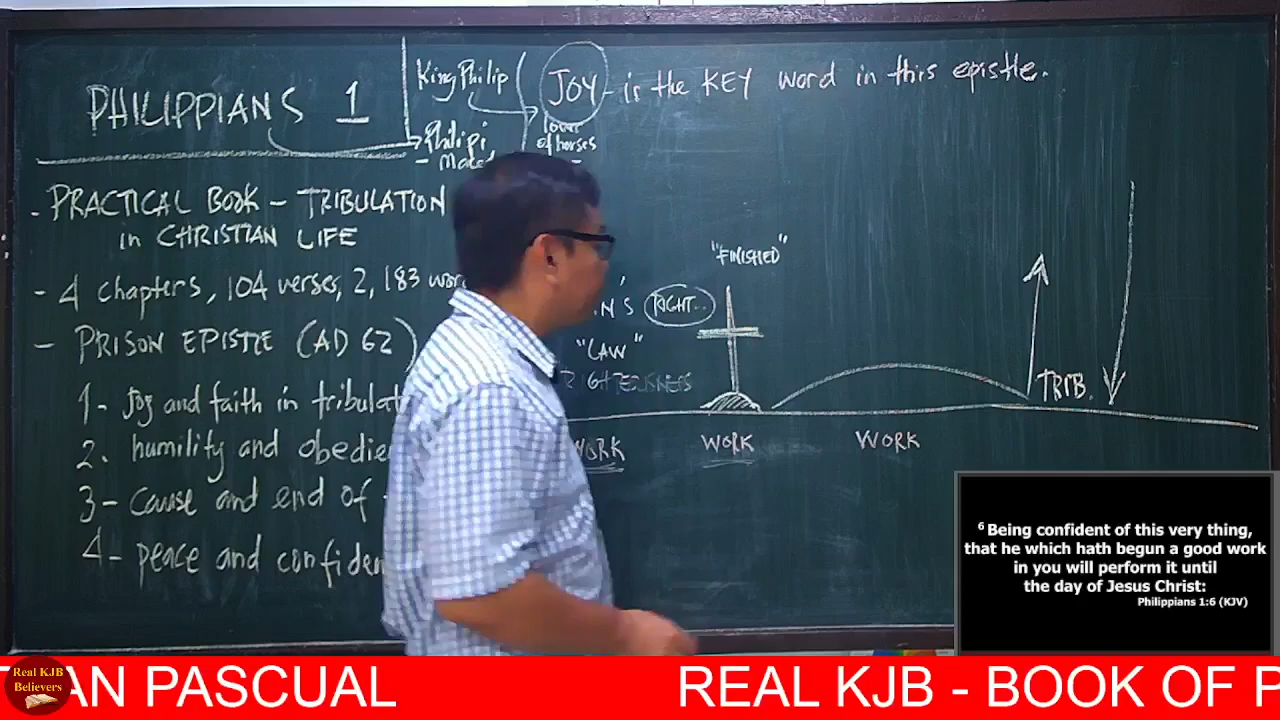 PHILIPPIANS 1
King Philip
Philipi
- Maced
JOY - is the KEY word in this epistle.
lover
of horses
- PRACTICAL BOOK - TRIBULATION
in CHRISTIAN LIFE
- 4 chapters, 104 verses, 2,183 wor
- PRISON EPISTLE (AD 62)
1- joy and faith in tribulat
2. humility and obedie
3- cause and end of
4- peace and confiden
"FINISHED"
N'S RIGHT..
"LAW"
RIGHTEOUSNESS
TRIB.
WORK
WORK
WORK
6 Being confident of this very thing,
that he which hath begun a good work
in you will perform it until
the day of Jesus Christ:
Philippians 1:6 (KJV)
Real KJB
Believers
AN PASCUAL
REAL KJB - BOOK OF P